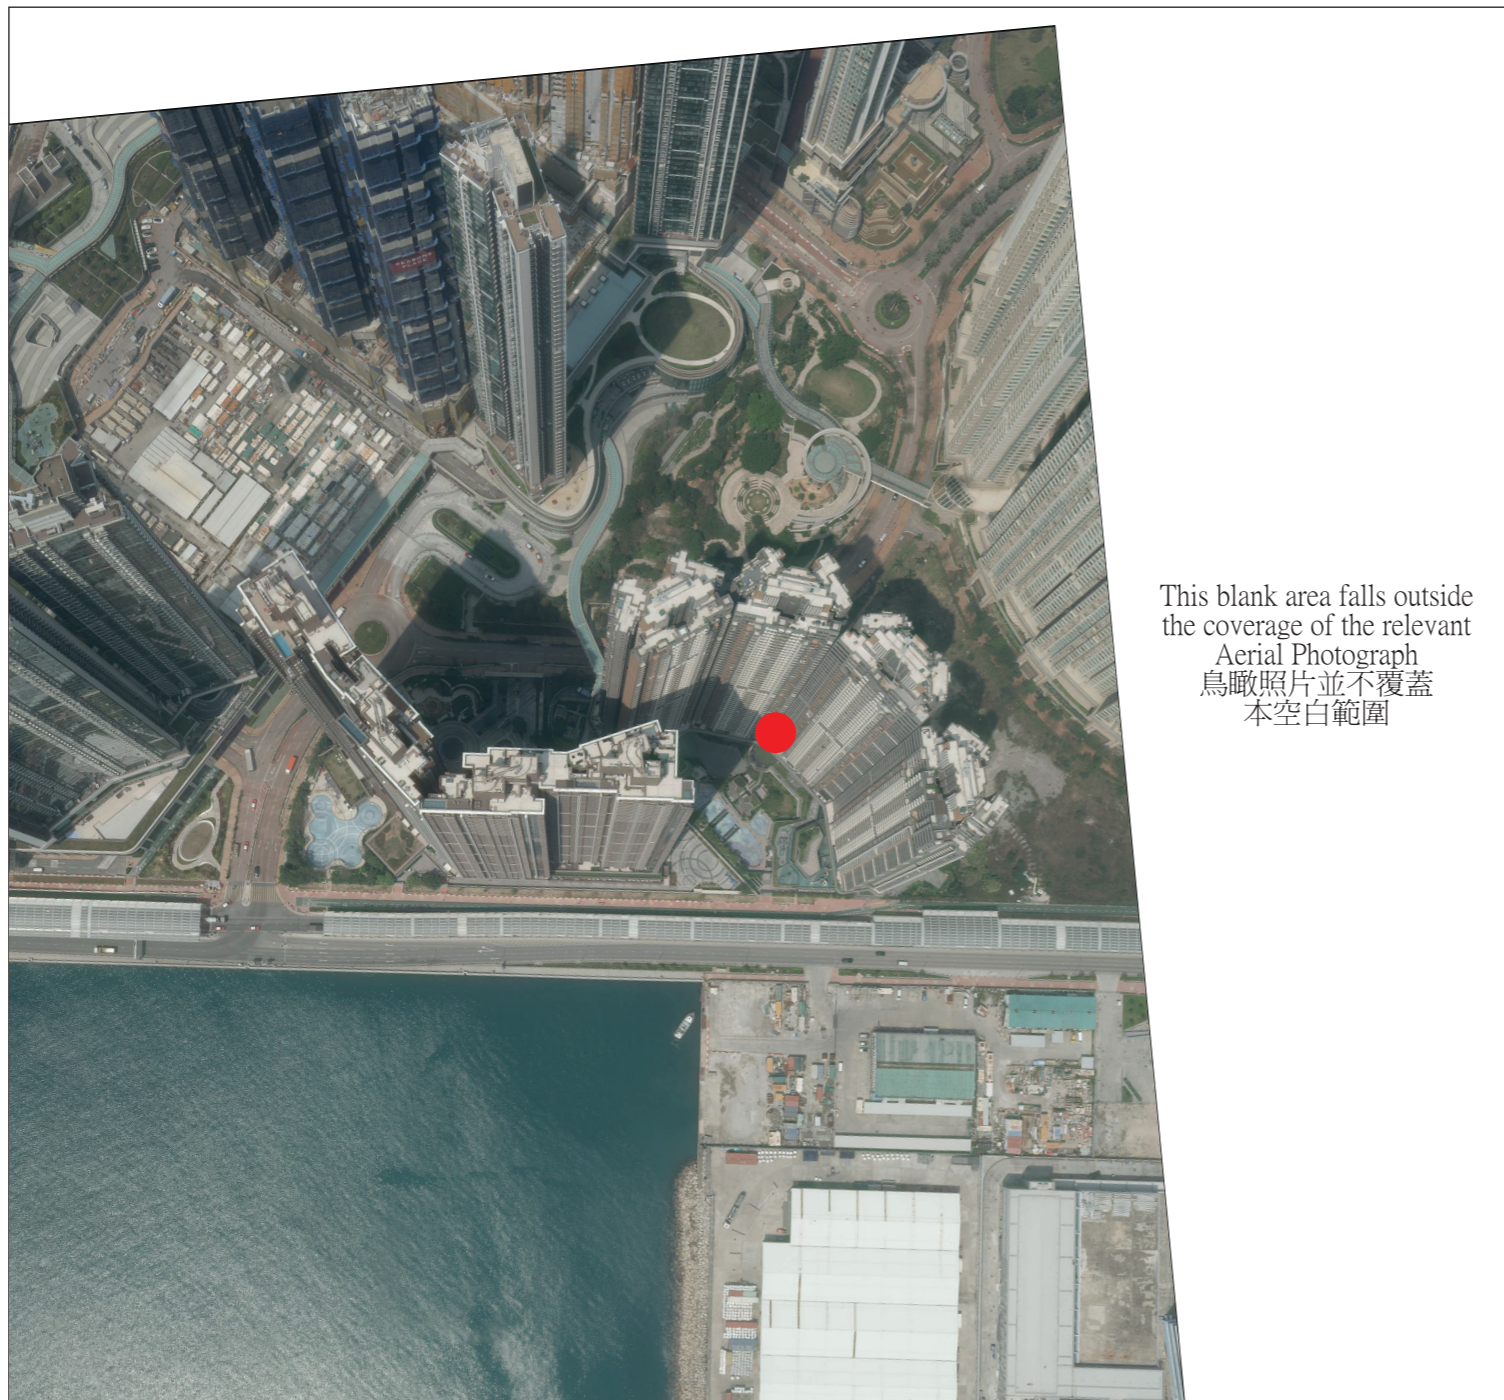 This blank area falls outside
the coverage of the relevant
Aerial Photograph
鳥瞰照片並不覆蓋
本空白範圍